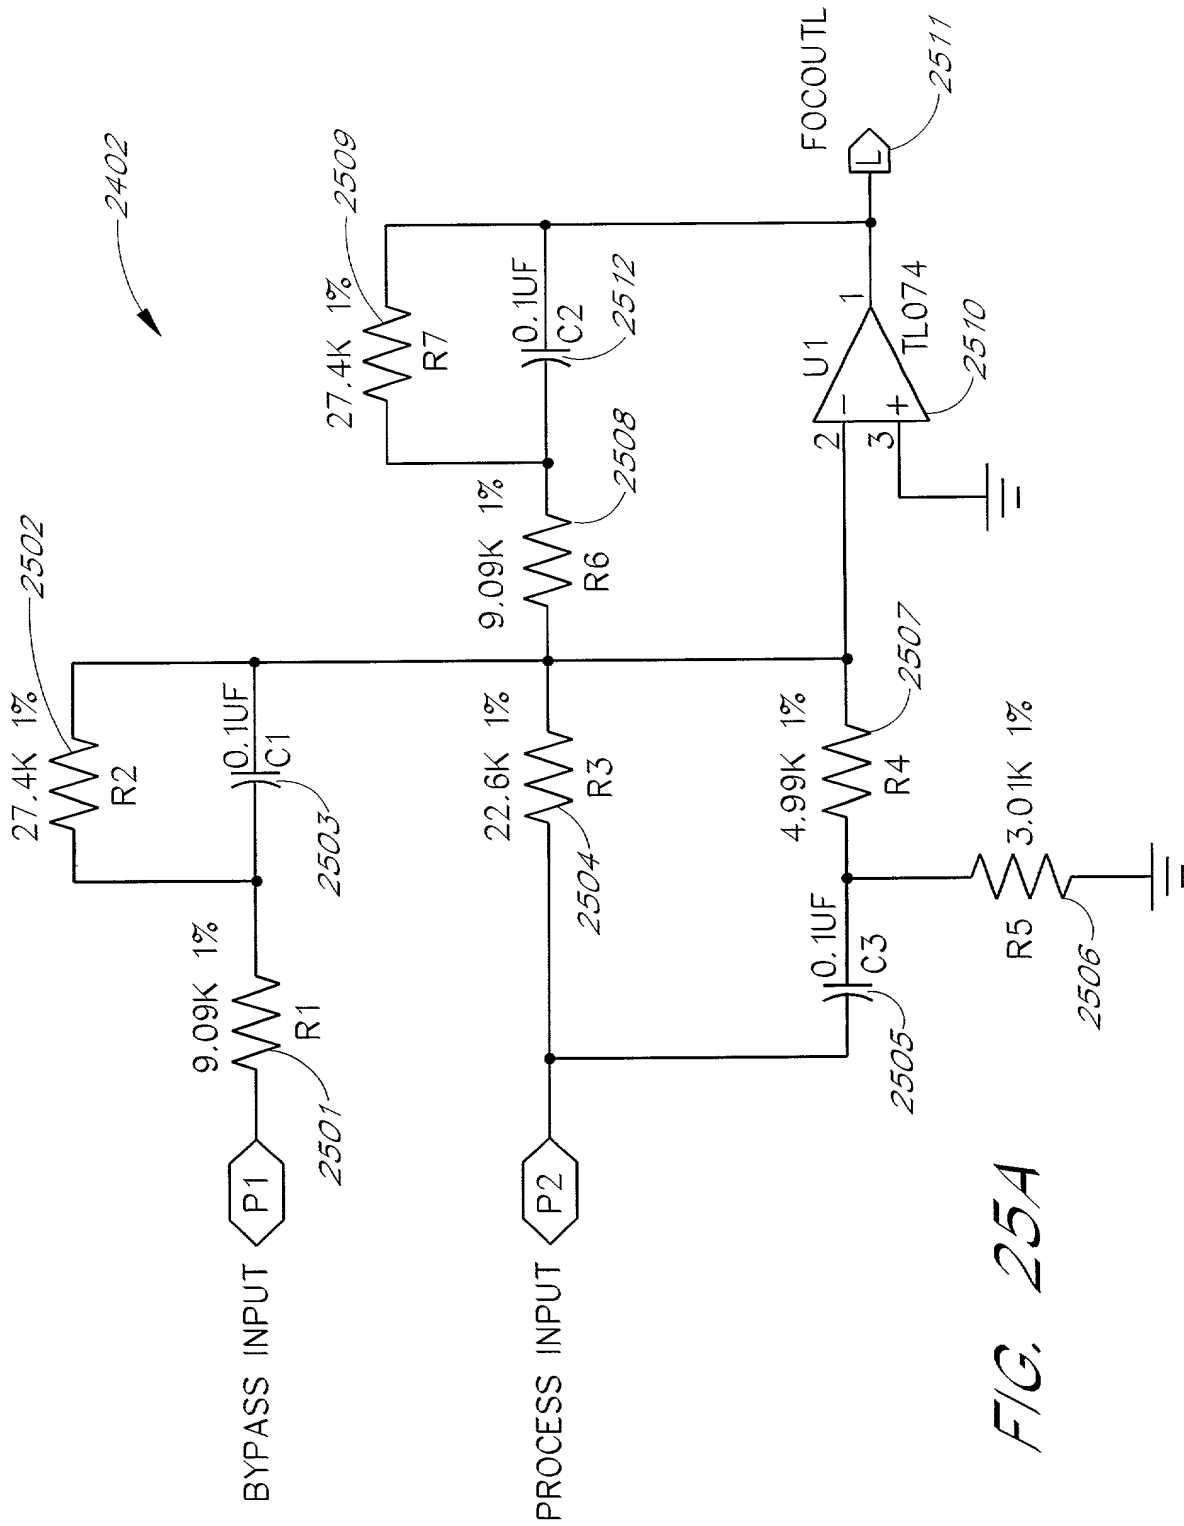 2402
27.4K 1%
2502
R2
0.1UF
C1
2503
9.09K 1%
R1
2501
P1
BYPASS INPUT
27.4K 1%
2509
R7
0.1UF
C2
2512
9.09K 1%
R6
2508
22.6K 1%
R3
2504
P2
PROCESS INPUT
4.99K 1%
R4
2507
0.1UF
C3
2505
R5
3.01K 1%
2506
U1
2
3
−
+
1
TL074
2510
L
FOCOUTL
2511
FIG. 25A